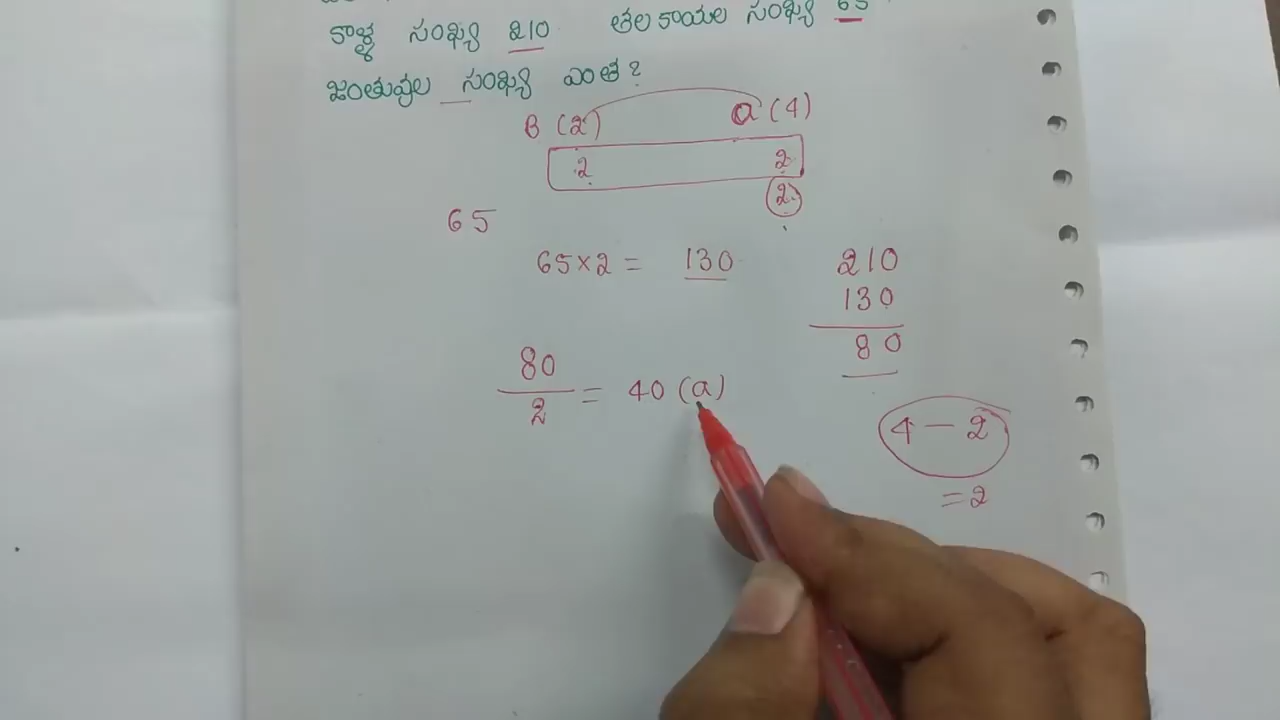 కాళ్ళ సంఖ్య 210 తలకాయల సంఖ్య 65
జంతువుల సంఖ్య ఎంత?
B (2) a (4)
2 2
2
65
65×2 = 130
210
130
80
80
2 = 40 (a)
4 – 2
= 2